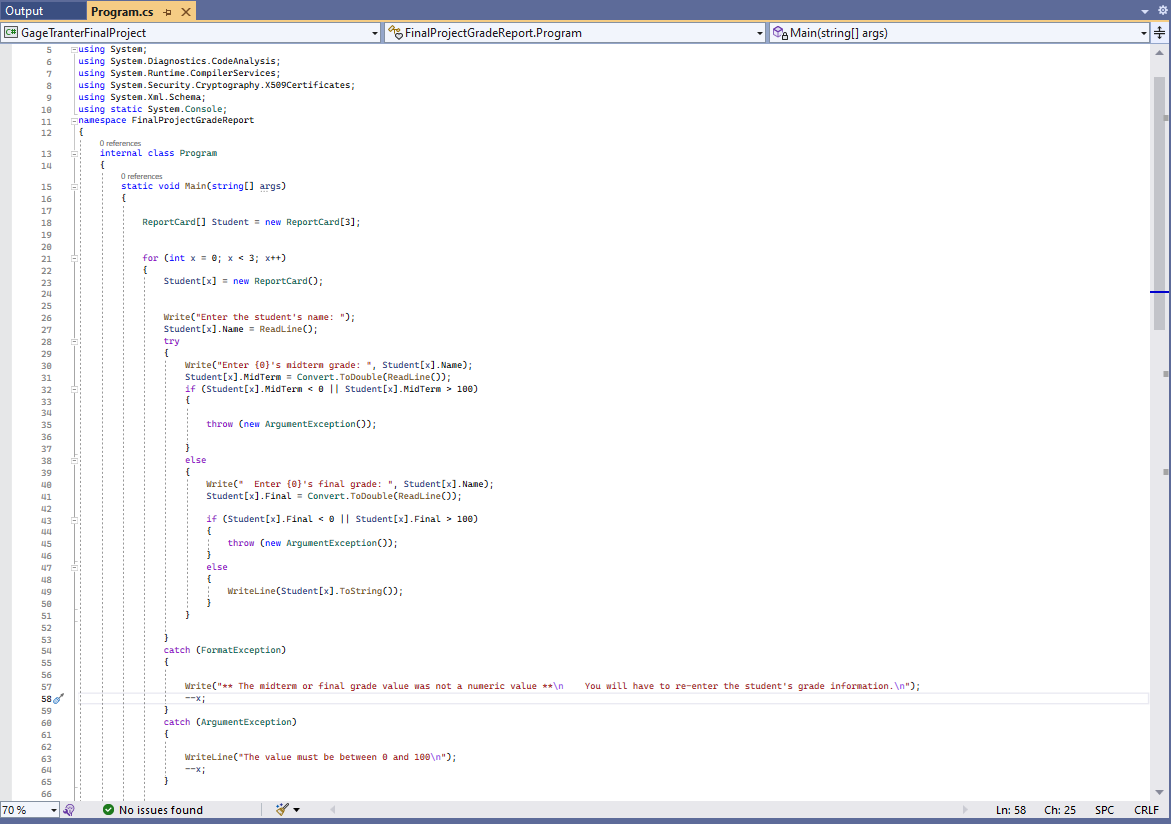 Output Program.cs
C# GageTranterFinalProject FinalProjectGradeReport.Program Main(string[] args)
5 using System;
6 using System.Diagnostics.CodeAnalysis;
7 using System.Runtime.CompilerServices;
8 using System.Security.Cryptography.X509Certificates;
9 using System.Xml.Schema;
10 using static System.Console;
11 namespace FinalProjectGradeReport
12 {
0 references
13 internal class Program
14 {
0 references
15 static void Main(string[] args)
16 {
17
18 ReportCard[] Student = new ReportCard[3];
19
20
21 for (int x = 0; x < 3; x++)
22 {
23 Student[x] = new ReportCard();
24
25
26 Write("Enter the student's name: ");
27 Student[x].Name = ReadLine();
28 try
29 {
30 Write("Enter {0}'s midterm grade: ", Student[x].Name);
31 Student[x].MidTerm = Convert.ToDouble(ReadLine());
32 if (Student[x].MidTerm < 0 || Student[x].MidTerm > 100)
33 {
34
35 throw (new ArgumentException());
36
37 }
38 else
39 {
40 Write("  Enter {0}'s final grade: ", Student[x].Name);
41 Student[x].Final = Convert.ToDouble(ReadLine());
42
43 if (Student[x].Final < 0 || Student[x].Final > 100)
44 {
45 throw (new ArgumentException());
46 }
47 else
48 {
49 WriteLine(Student[x].ToString());
50 }
51 }
52
53 }
54 catch (FormatException)
55 {
56
57 Write("** The midterm or final grade value was not a numeric value **\n    You will have to re-enter the student's grade information.\n");
58 --x;
59 }
60 catch (ArgumentException)
61 {
62
63 WriteLine("The value must be between 0 and 100\n");
64 --x;
65 }
66
70 % No issues found Ln: 58 Ch: 25 SPC CRLF